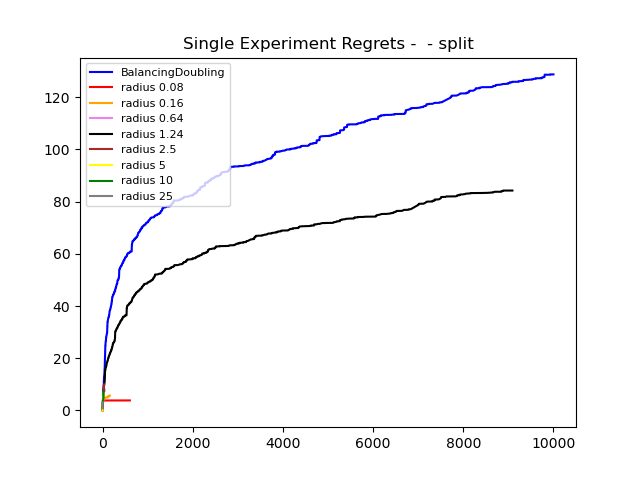 Single Experiment Regrets -  - split
BalancingDoubling
radius 0.08
radius 0.16
radius 0.64
radius 1.24
radius 2.5
radius 5
radius 10
radius 25
120
100
80
60
40
20
0
0 2000 4000 6000 8000 10000